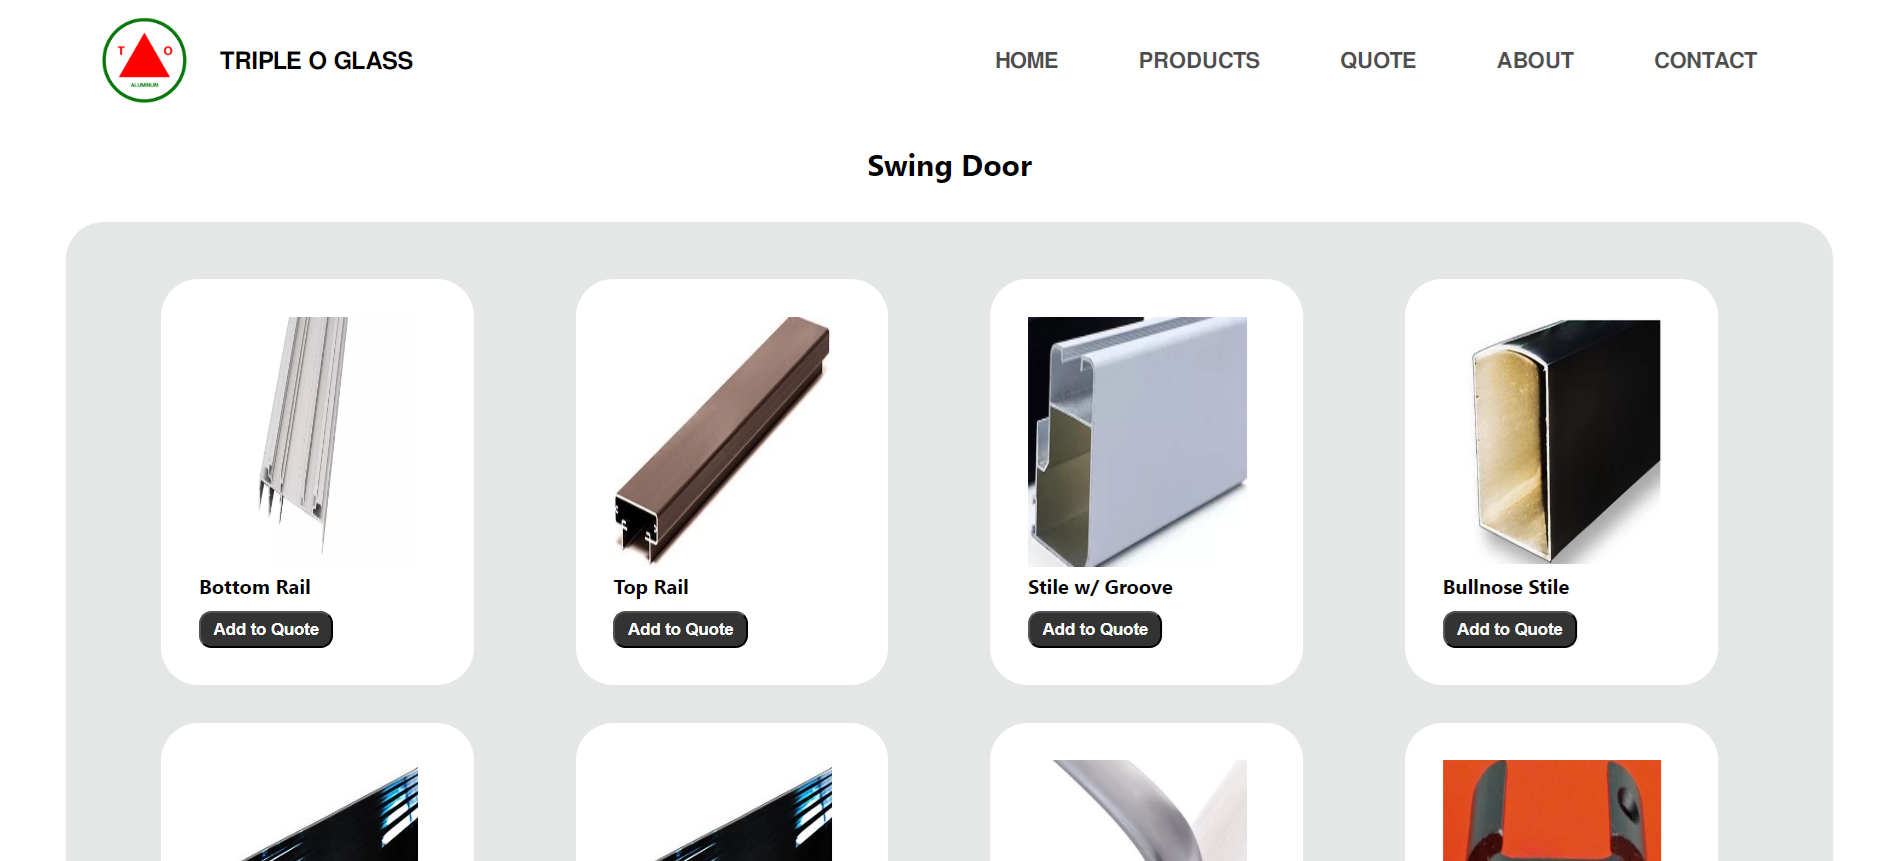 T O
ALUMINUM
TRIPLE O GLASS
HOME
PRODUCTS
QUOTE
ABOUT
CONTACT
Swing Door
Bottom Rail
Add to Quote
Top Rail
Add to Quote
Stile w/ Groove
Add to Quote
Bullnose Stile
Add to Quote